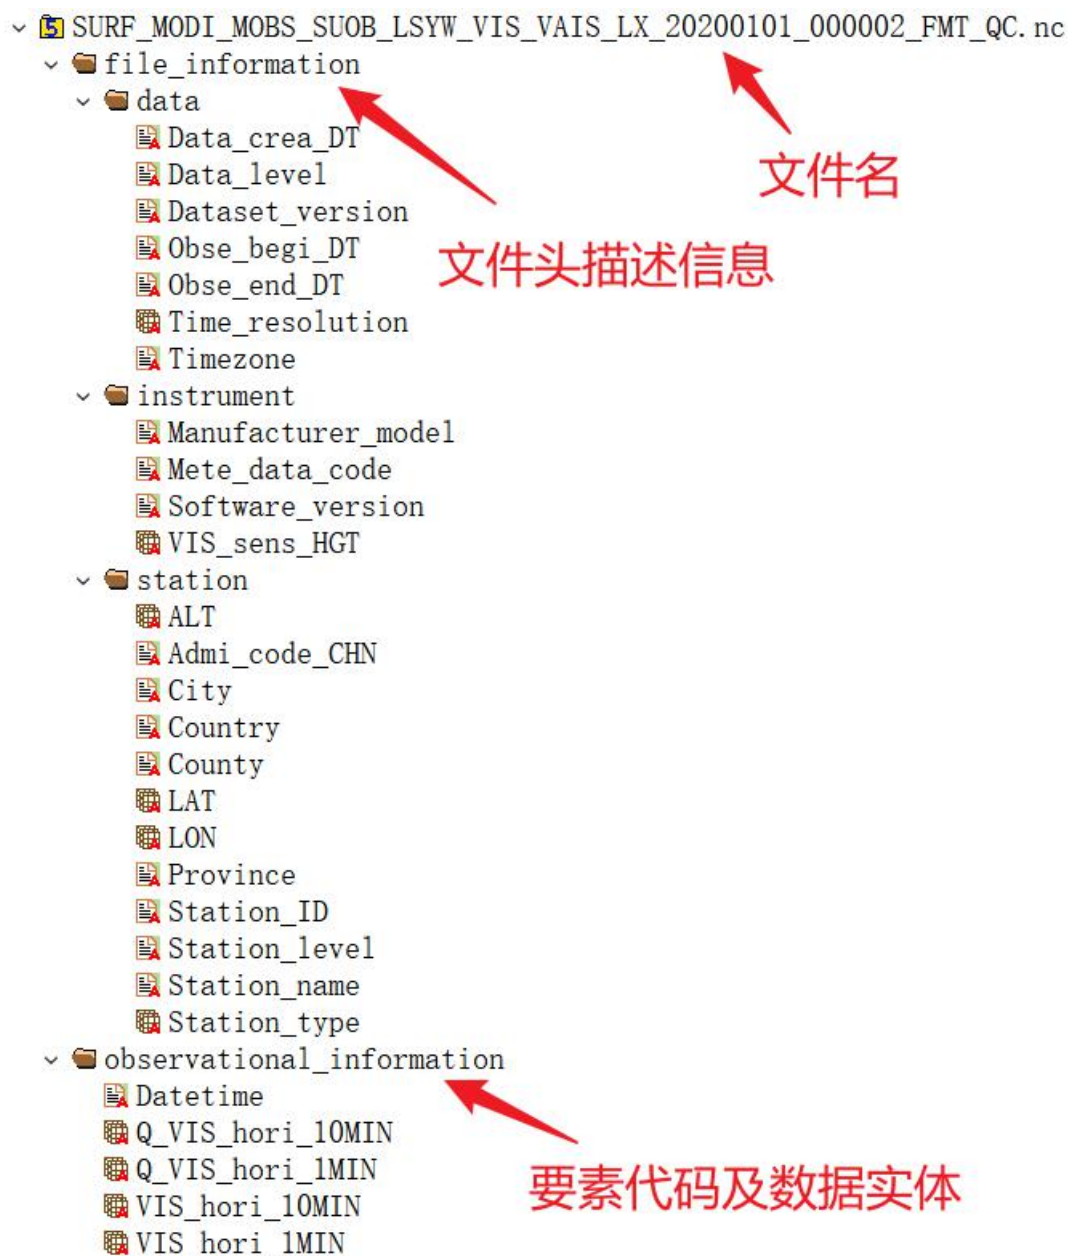 SURF_MODI_MOBS_SUOB_LSYW_VIS_VAIS_LX_20200101_000002_FMT_QC.nc
file_information
data
Data_crea_DT
文件名
Data_level
Dataset_version
Obse_begi_DT
文件头描述信息
Obse_end_DT
Time_resolution
Timezone
instrument
Manufacturer_model
Mete_data_code
Software_version
VIS_sens_HGT
station
ALT
Admi_code_CHN
City
Country
County
LAT
LON
Province
Station_ID
Station_level
Station_name
Station_type
observational_information
Datetime
Q_VIS_hori_10MIN
Q_VIS_hori_1MIN
要素代码及数据实体
VIS_hori_10MIN
VIS_hori_1MIN